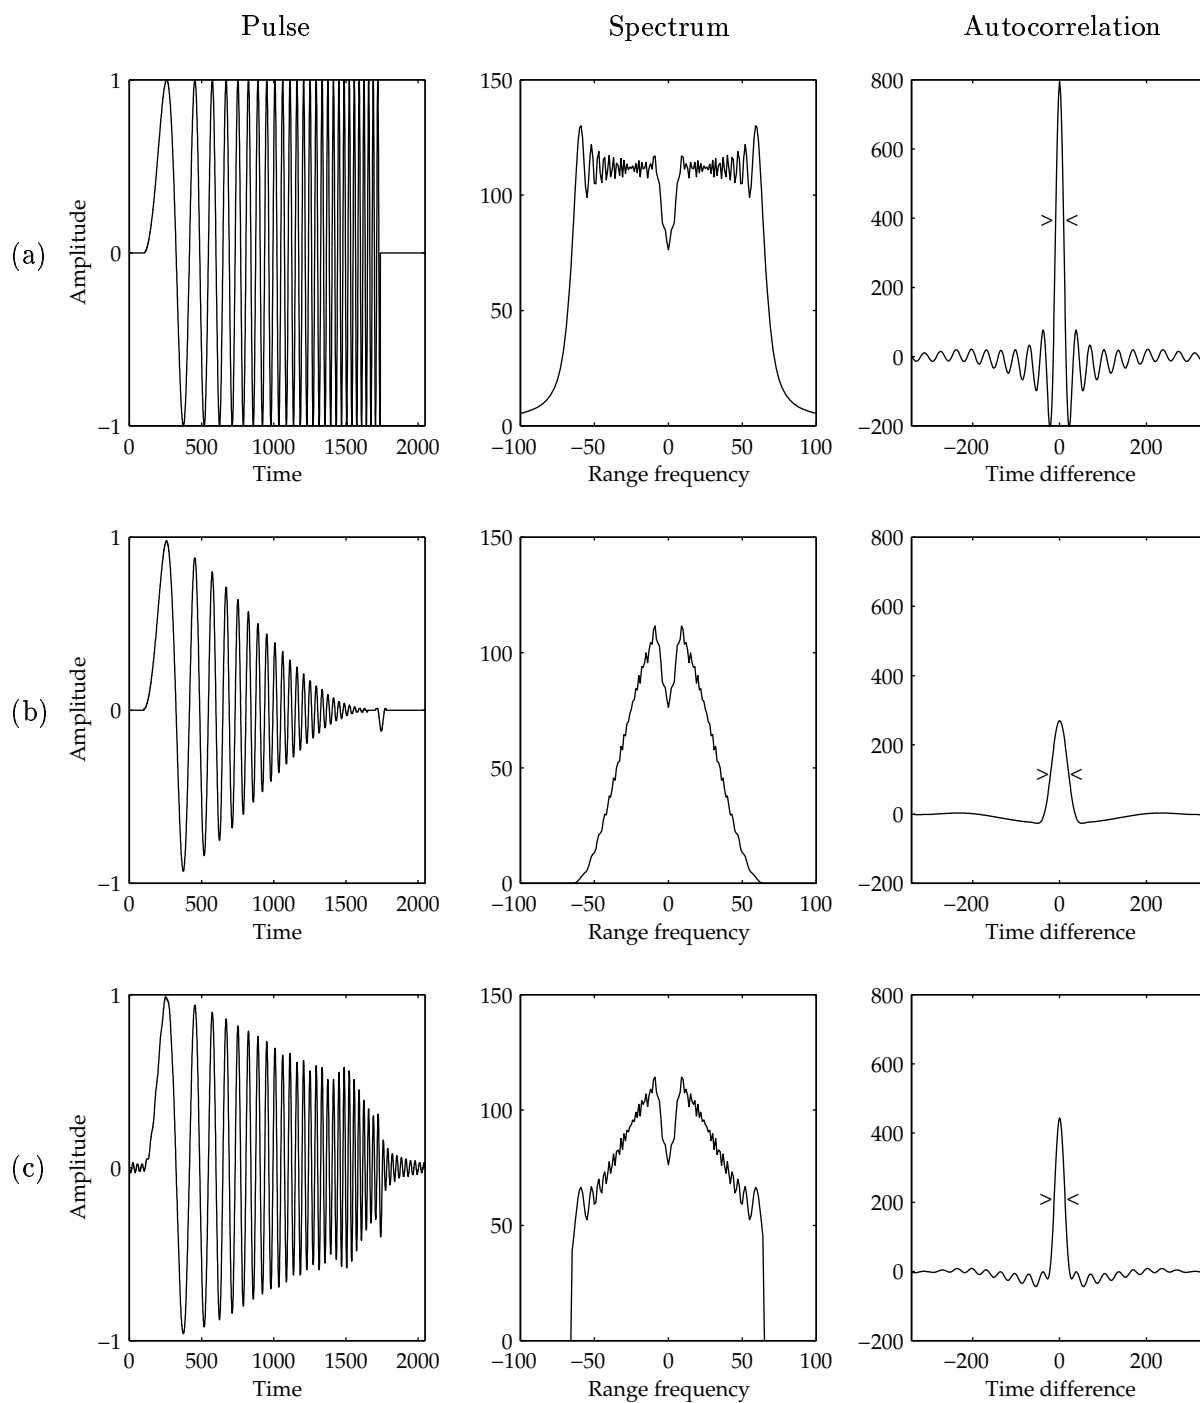 Pulse Spectrum Autocorrelation
(a)
Amplitude
1
0
−1
0 500 1000 1500 2000
Time
150
100
50
0
−100 −50 0 50 100
Range frequency
800
600
400
200
0
−200
> <
−200 0 200
Time difference
(b)
Amplitude
1
0
−1
0 500 1000 1500 2000
Time
150
100
50
0
−100 −50 0 50 100
Range frequency
800
600
400
200
0
−200
> <
−200 0 200
Time difference
(c)
Amplitude
1
0
−1
0 500 1000 1500 2000
Time
150
100
50
0
−100 −50 0 50 100
Range frequency
800
600
400
200
0
−200
> <
−200 0 200
Time difference